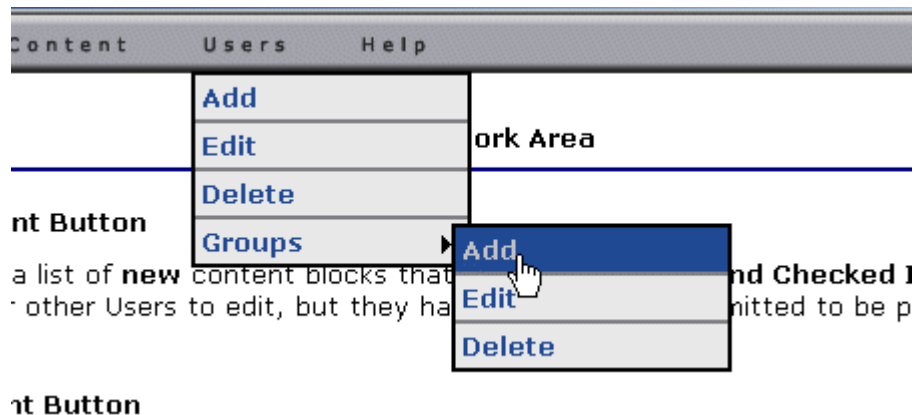 Content Users Help
Add
Edit
ork Area
Delete
nt Button
Groups
Add
a list of new content blocks that nd Checked I
Edit
r other Users to edit, but they ha mitted to be p
Delete
nt Button